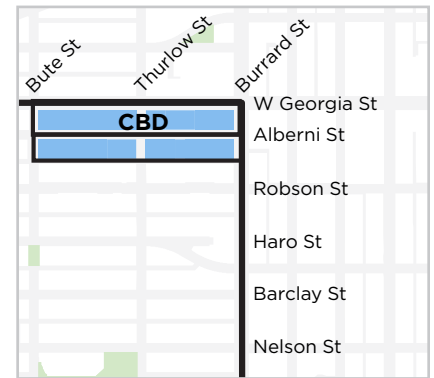 Bute St
Thurlow St
Burrard St
W Georgia St
CBD
Alberni St
Robson St
Haro St
Barclay St
Nelson St